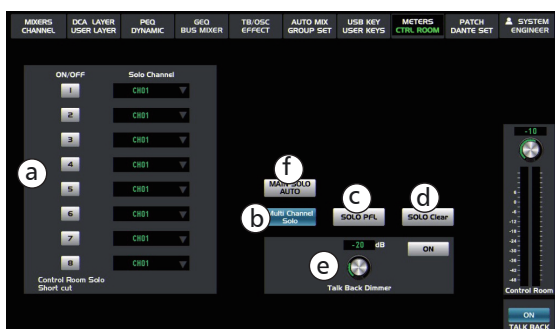 MIXERS
CHANNEL
DCA LAYER
USER LAYER
PEQ
DYNAMIC
GEQ
BUS MIXER
TB/OSC
EFFECT
AUTO MIX
GROUP SET
USB KEY
USER KEYS
METERS
CTRL ROOM
PATCH
DANTE SET
SYSTEM
ENGINEER
ON/OFF Solo Channel
1 CH01
2 CH01
3 CH01
4 CH01
5 CH01
6 CH01
7 CH01
8 CH01
Control Room Solo
Short cut
a
f
MAIN SOLO
AUTO
b
Multi Channel
Solo
c
SOLO PFL
d
SOLO Clear
e
-20 dB
ON
Talk Back Dimmer
-10
Control Room
ON
TALK BACK